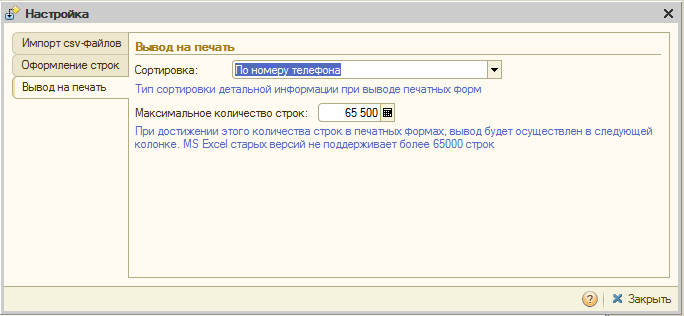 Настройка
Импорт csv-файлов
Оформление строк
Вывод на печать
Вывод на печать
Сортировка: По номеру телефона
Тип сортировки детальной информации при выводе печатных форм
Максимальное количество строк: 65 500
При достижении этого количества строк в печатных формах, вывод будет осуществлен в следующей
колонке. MS Excel старых версий не поддерживает более 65000 строк
? Закрыть